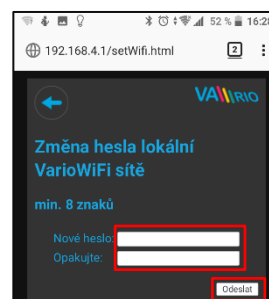 52 % 16:28
192.168.4.1/setWifi.html 2
VARIO
Změna hesla lokální
VarioWiFi sítě
min. 8 znaků
Nové heslo:
Opakujte:
Odeslat